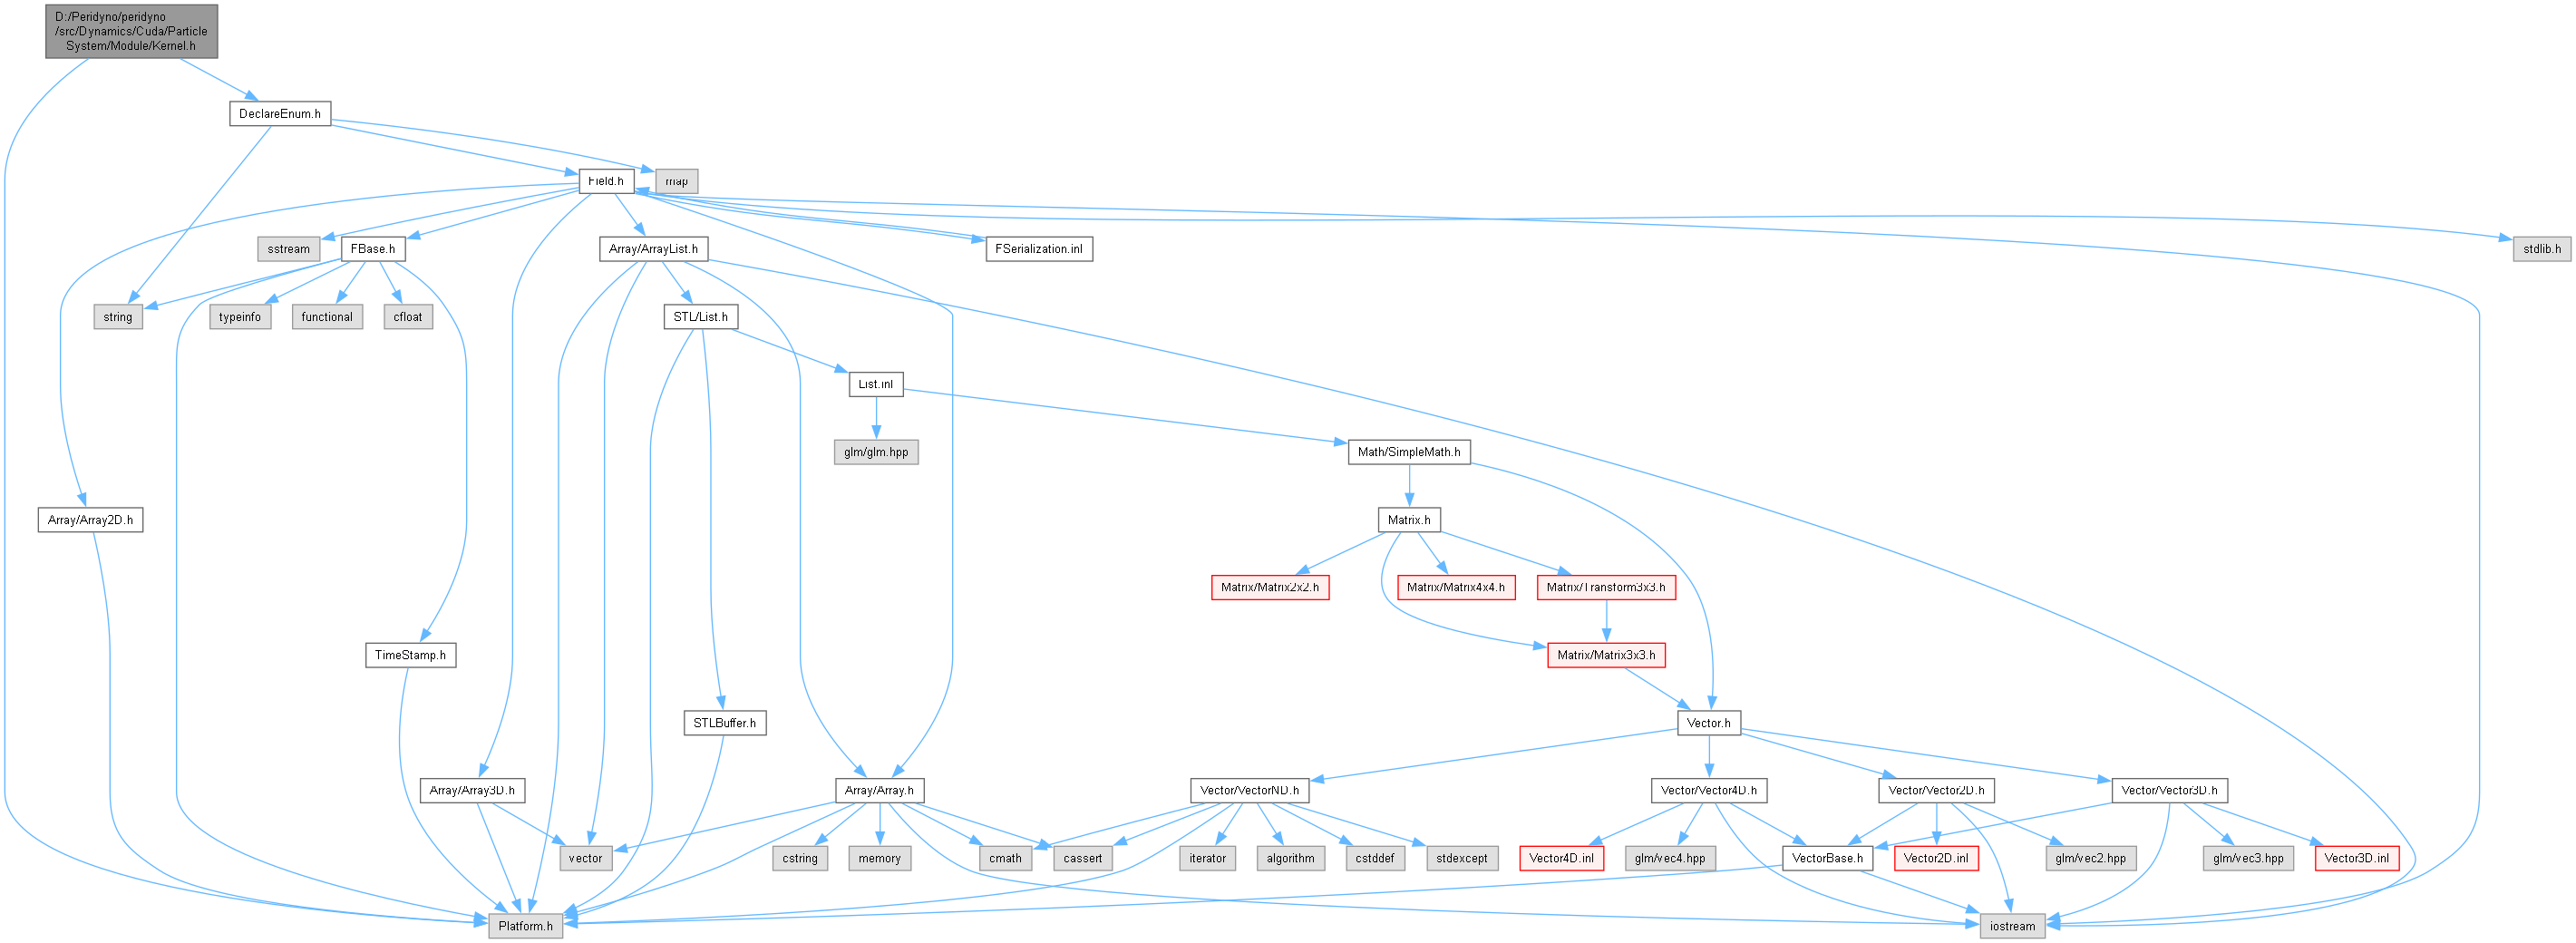 D:/Peridyno/peridyno
/src/Dynamics/Cuda/Particle
System/Module/Kernel.h
DeclareEnum.h
Field.h
map
sstream
FBase.h
Array/ArrayList.h
FSerialization.inl
stdlib.h
string
typeinfo
functional
cfloat
STL/List.h
List.inl
glm/glm.hpp
Math/SimpleMath.h
Array/Array2D.h
Matrix.h
Matrix/Matrix2x2.h
Matrix/Matrix4x4.h
Matrix/Transform3x3.h
TimeStamp.h
Matrix/Matrix3x3.h
STLBuffer.h
Vector.h
Array/Array3D.h
Array/Array.h
Vector/VectorND.h
Vector/Vector4D.h
Vector/Vector2D.h
Vector/Vector3D.h
vector
cstring
memory
cmath
cassert
iterator
algorithm
cstddef
stdexcept
Vector4D.inl
glm/vec4.hpp
VectorBase.h
Vector2D.inl
glm/vec2.hpp
glm/vec3.hpp
Vector3D.inl
Platform.h
iostream